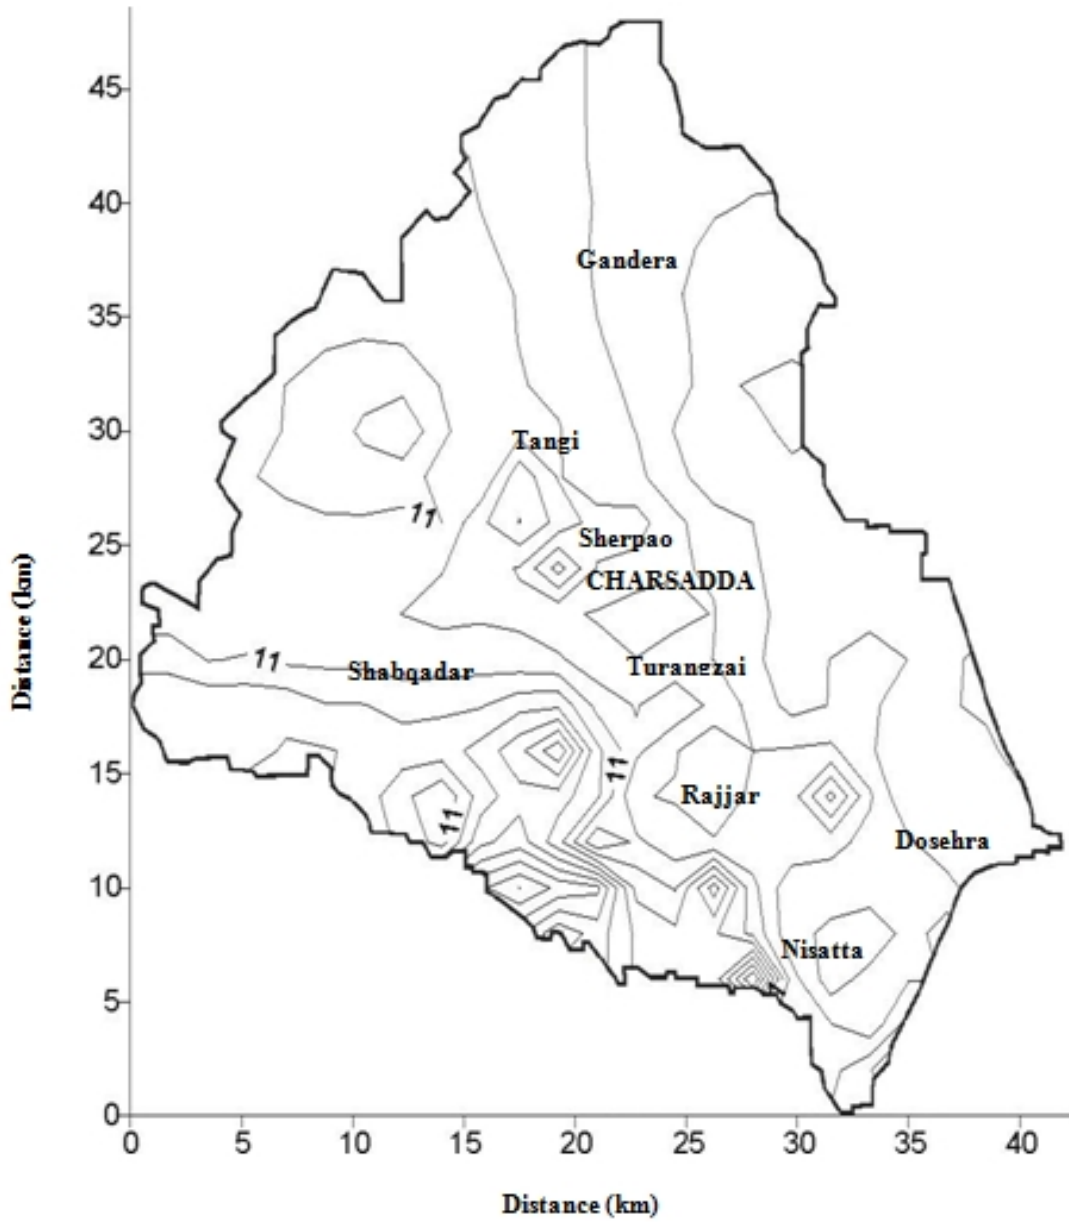 45
40
Gandera
35
30
Tangi
11
25
Sherpao
CHARSADDA
Distance (km)
20
11
Shabqadar
Turangzai
15
11
Rajjar
11
Dosehra
10
Nisatta
5
0
0 5 10 15 20 25 30 35 40
Distance (km)